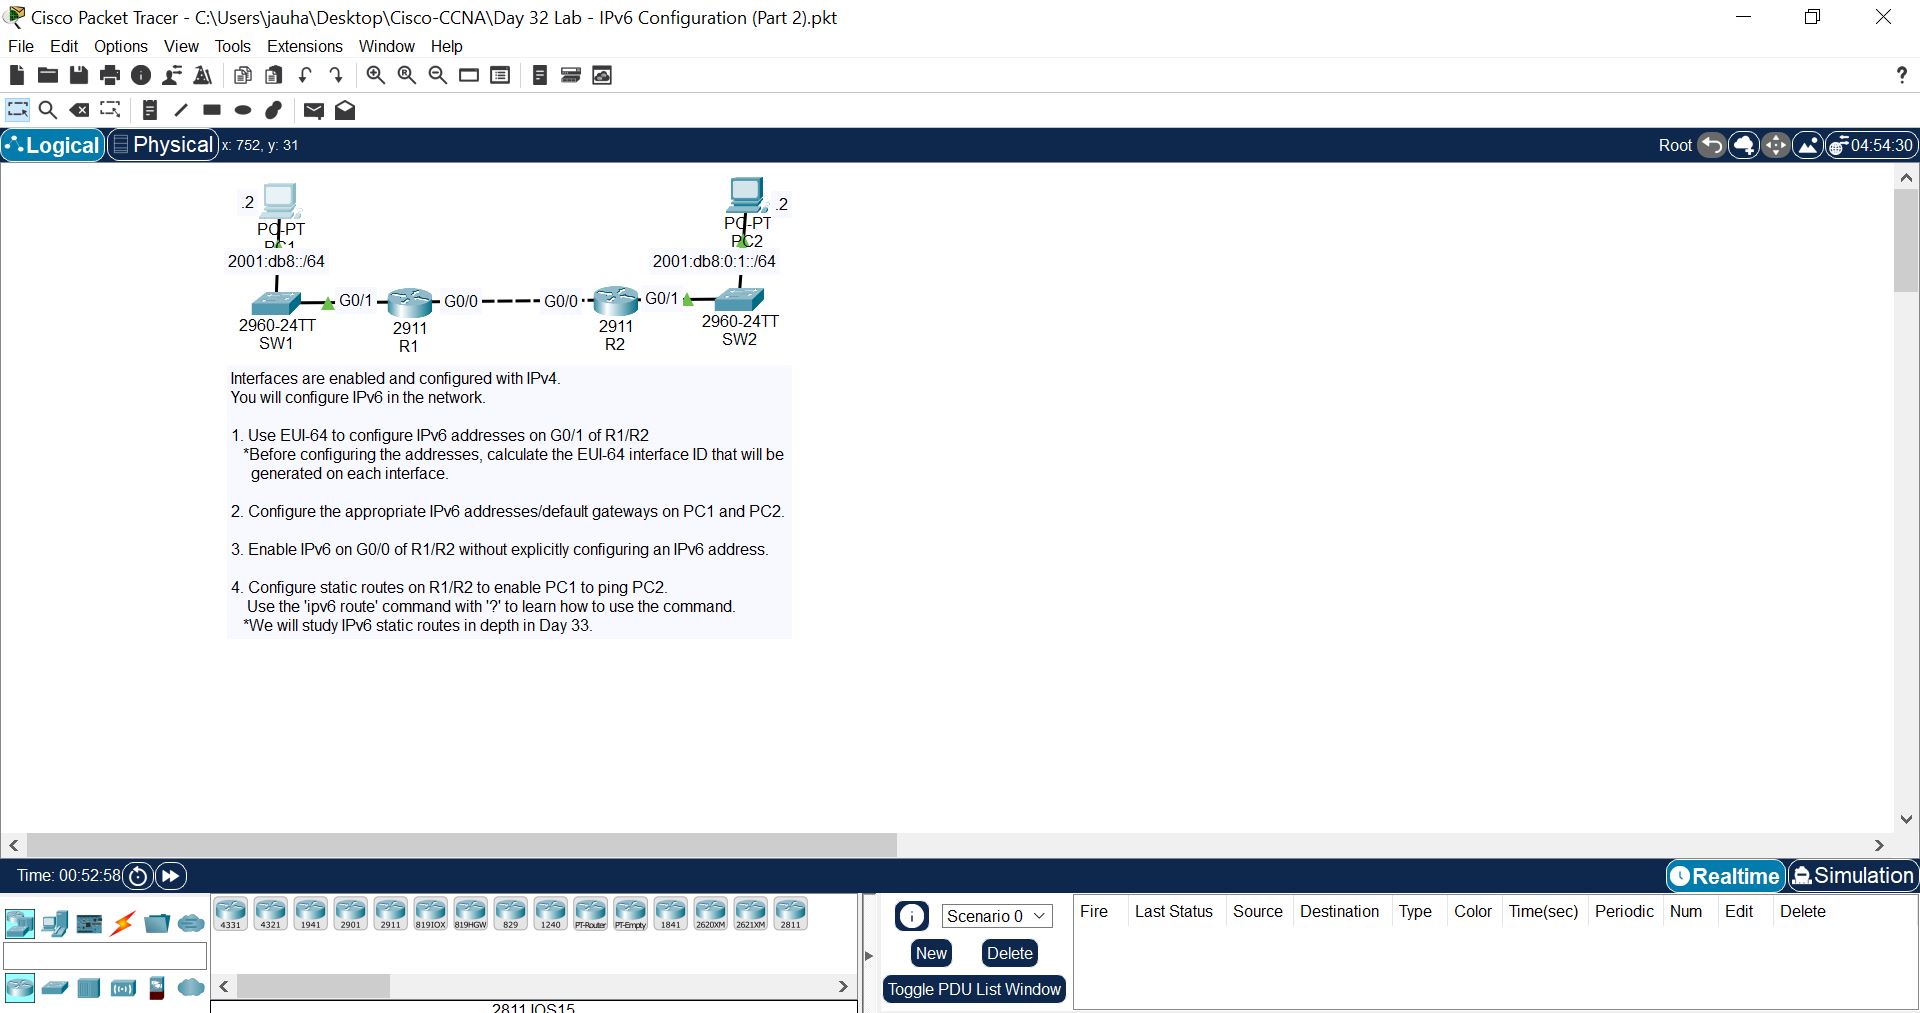 Cisco Packet Tracer - C:\Users\jauha\Desktop\Cisco-CCNA\Day 32 Lab - IPv6 Configuration (Part 2).pkt
File Edit Options View Tools Extensions Window Help
?
Logical Physical x: 752, y: 31 Root 04:54:30
.2 .2
PC-PT PC-PT
PC1 PC2
2001:db8::/64 2001:db8:0:1::/64
G0/1 G0/0 G0/0 G0/1
2960-24TT 2911 2911 2960-24TT
SW1 R1 R2 SW2
Interfaces are enabled and configured with IPv4.
You will configure IPv6 in the network.
1. Use EUI-64 to configure IPv6 addresses on G0/1 of R1/R2
*Before configuring the addresses, calculate the EUI-64 interface ID that will be
generated on each interface.
2. Configure the appropriate IPv6 addresses/default gateways on PC1 and PC2.
3. Enable IPv6 on G0/0 of R1/R2 without explicitly configuring an IPv6 address.
4. Configure static routes on R1/R2 to enable PC1 to ping PC2.
Use the 'ipv6 route' command with '?' to learn how to use the command.
*We will study IPv6 static routes in depth in Day 33.
Time: 00:52:58 Realtime Simulation
4331 4321 1941 2901 2911 819IOX 819HGW 829 1240 PT-Router PT-Empty 1841 2620XM 2621XM 2811
2811 IOS15
Scenario 0
New Delete
Toggle PDU List Window
Fire Last Status Source Destination Type Color Time(sec) Periodic Num Edit Delete